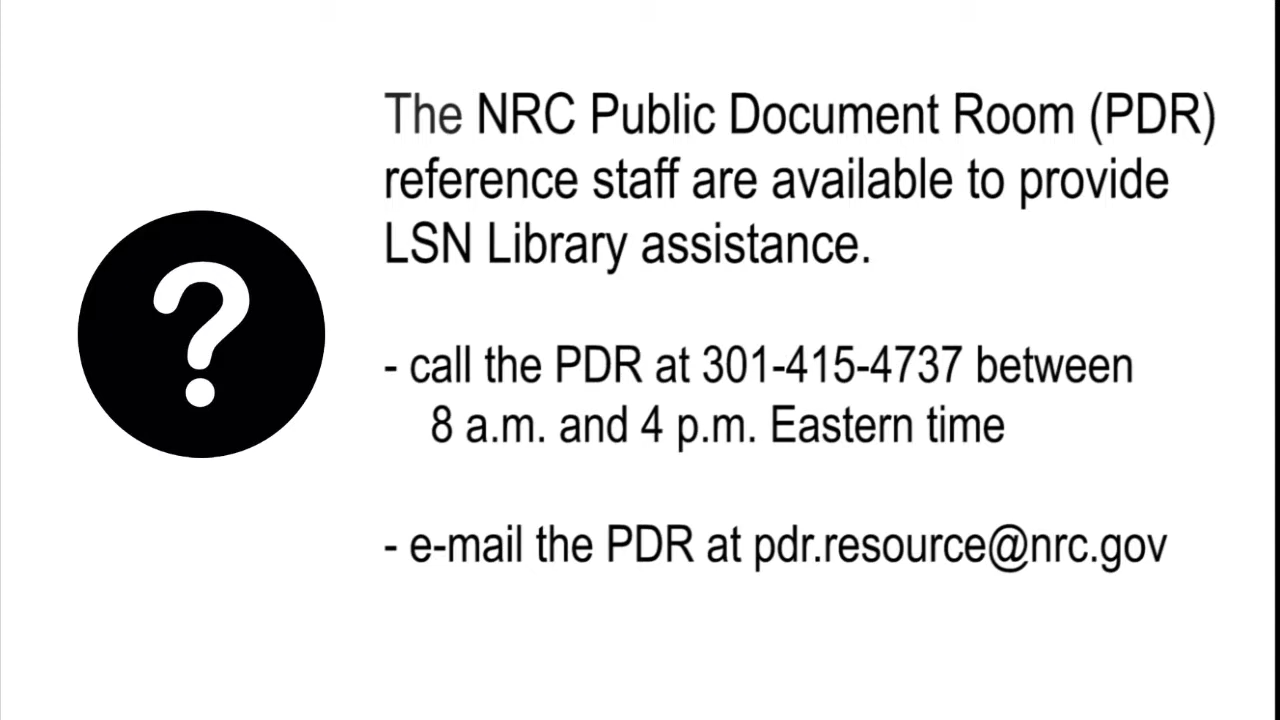 The NRC Public Document Room (PDR)
reference staff are available to provide
LSN Library assistance.
- call the PDR at 301-415-4737 between
8 a.m. and 4 p.m. Eastern time
- e-mail the PDR at pdr.resource@nrc.gov